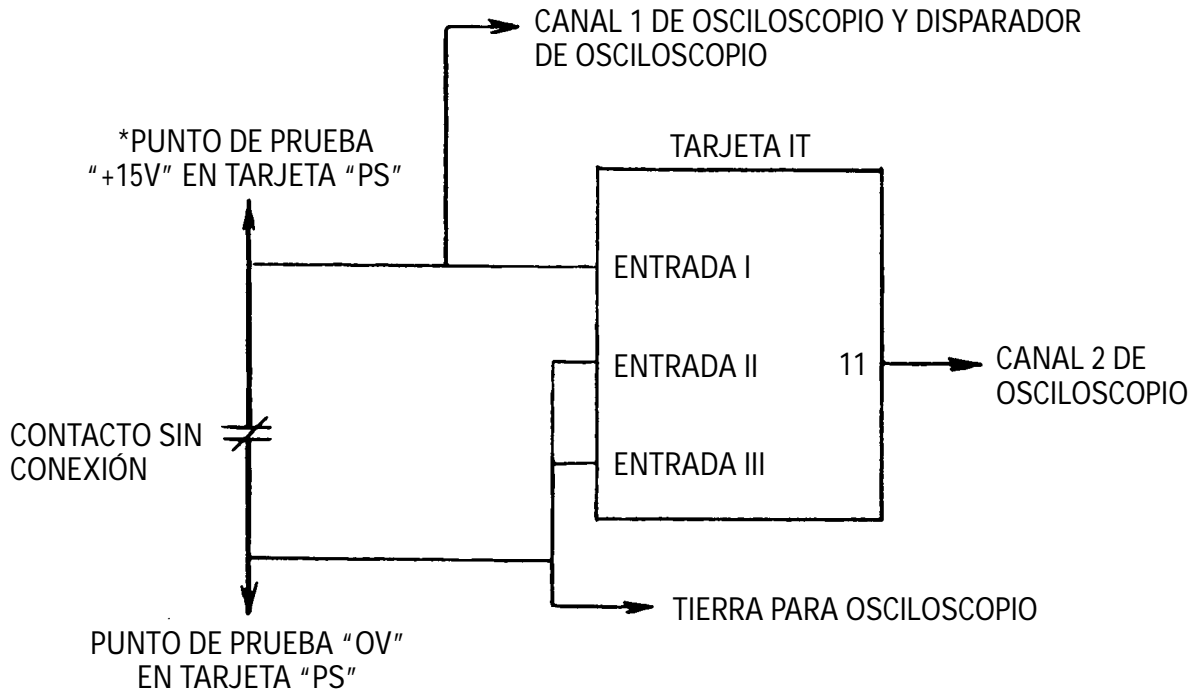 CANAL 1 DE OSCILOSCOPIO Y DISPARADOR
DE OSCILOSCOPIO
*PUNTO DE PRUEBA
“+15V” EN TARJETA “PS”
TARJETA IT
ENTRADA I
ENTRADA II
11
CANAL 2 DE
OSCILOSCOPIO
CONTACTO SIN
CONEXIÓN
ENTRADA III
TIERRA PARA OSCILOSCOPIO
PUNTO DE PRUEBA “OV”
EN TARJETA “PS”